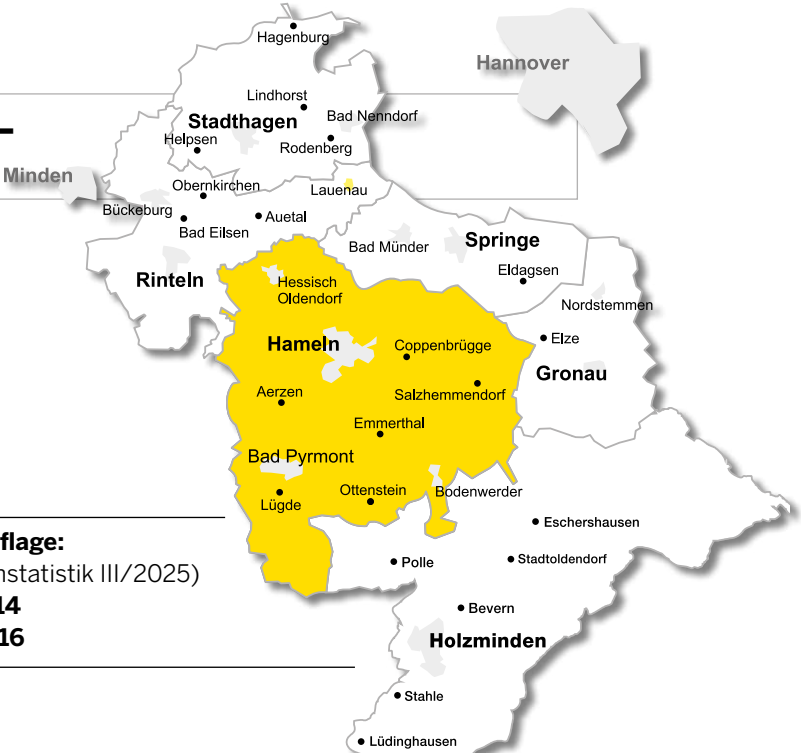 Hagenburg
Hannover
Lindhorst
Stadthagen
Bad Nenndorf
Helpsen
Rodenberg
Minden
Obernkirchen
Lauenau
Bückeburg
Auetal
Bad Eilsen
Bad Münder
Springe
Eldagsen
Rinteln
Hessisch
Oldendorf
Nordstemmen
Hameln
Coppenbrügge
Elze
Gronau
Aerzen
Salzhemmendorf
Emmerthal
Bad Pyrmont
Lügde
Ottenstein
Bodenwerder
Eschershausen
flage:
nstatistik III/2025)
14
16
Polle
Stadtoldendorf
Bevern
Holzminden
Stahle
Lüdinghausen